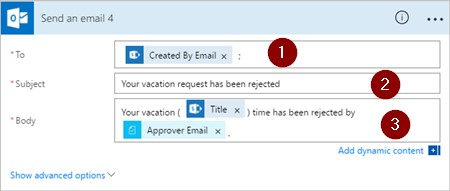 Send an email 4
* To
Created By Email x ;
1
* Subject
Your vacation request has been rejected
2
* Body
Your vacation ( Title x ) time has been rejected by
Approver Email x .
3
Add dynamic content +
Show advanced options